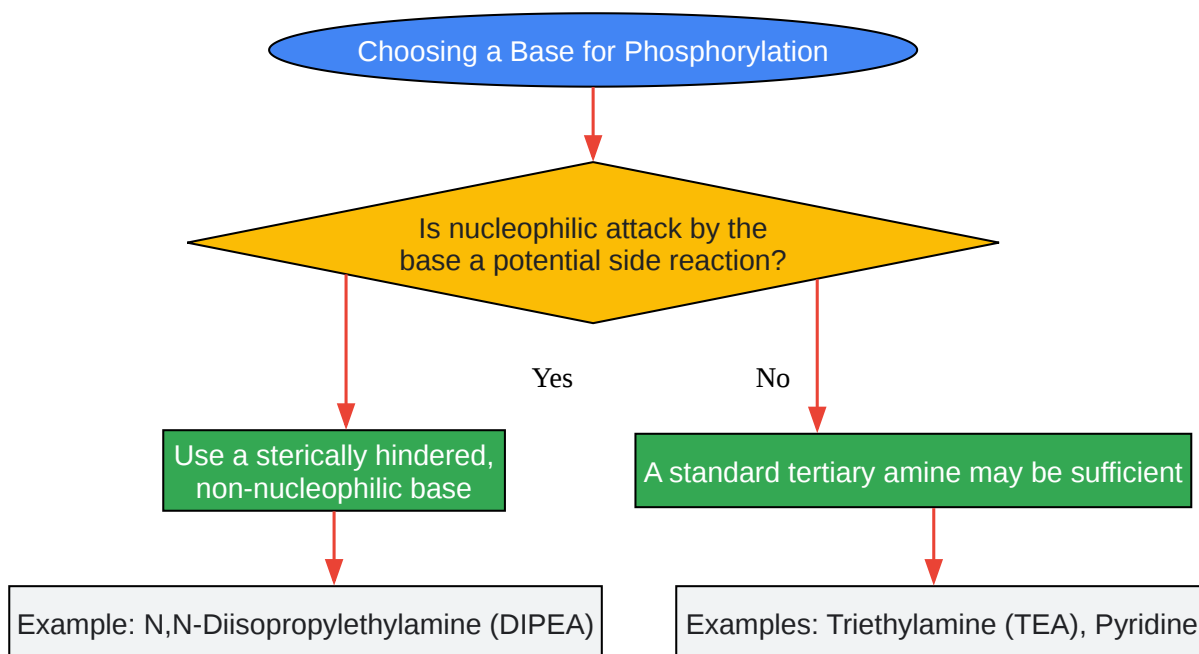 Choosing a Base for Phosphorylation
Is nucleophilic attack by the
base a potential side reaction?
Yes
No
Use a sterically hindered,
non-nucleophilic base
A standard tertiary amine may be sufficient
Example: N,N-Diisopropylethylamine (DIPEA)
Examples: Triethylamine (TEA), Pyridine